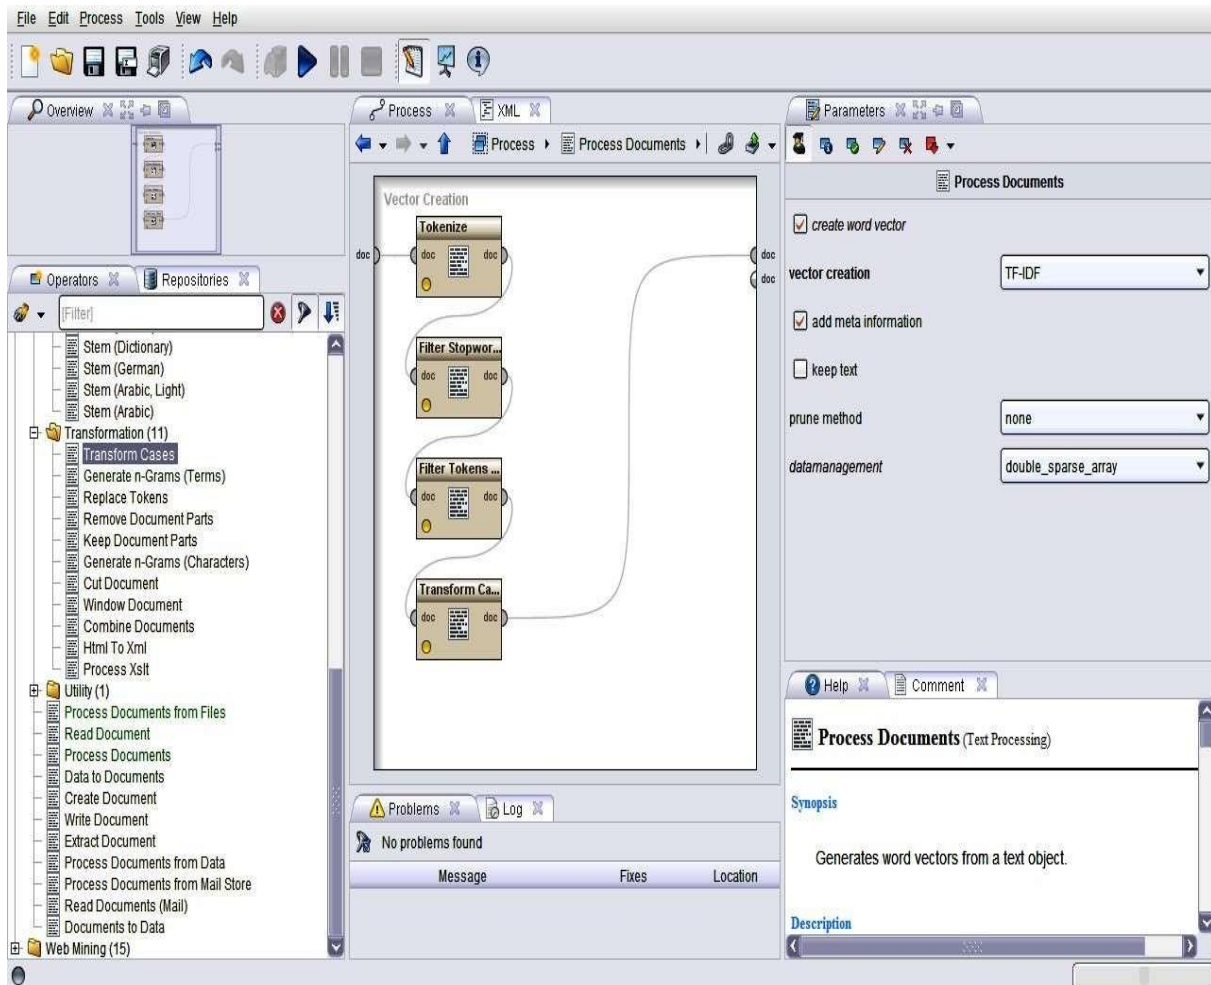 File Edit Process Tools View Help
Overview
Operators
Repositories
[Filter]
Stem (Dictionary)
Stem (German)
Stem (Arabic, Light)
Stem (Arabic)
Transformation (11)
Transform Cases
Generate n-Grams (Terms)
Replace Tokens
Remove Document Parts
Keep Document Parts
Generate n-Grams (Characters)
Cut Document
Window Document
Combine Documents
Html To Xml
Process Xslt
Utility (1)
Process Documents from Files
Read Document
Process Documents
Data to Documents
Create Document
Write Document
Extract Document
Process Documents from Data
Process Documents from Mail Store
Read Documents (Mail)
Documents to Data
Web Mining (15)
Process
XML
Process
Process Documents
Vector Creation
doc
Tokenize
doc doc
Filter Stopwor...
doc doc
Filter Tokens ...
doc doc
Transform Ca...
doc doc
doc
doc
Problems
Log
No problems found
Message Fixes Location
Parameters
Process Documents
create word vector
vector creation TF-IDF
add meta information
keep text
prune method none
datamanagement double_sparse_array
Help
Comment
Process Documents (Text Processing)
Synopsis
Generates word vectors from a text object.
Description